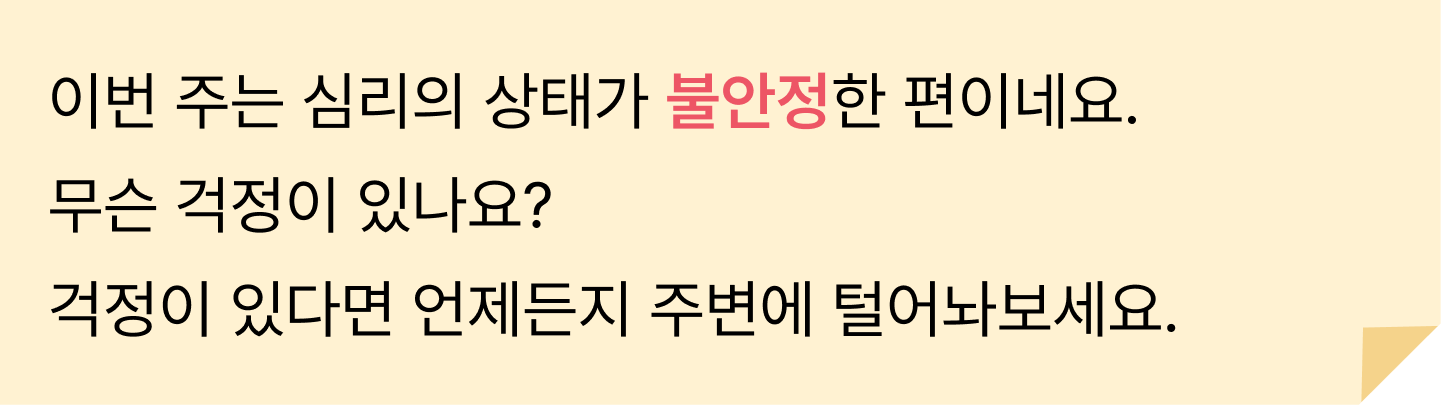 이번 주는 심리의 상태가 불안정한 편이네요.
무슨 걱정이 있나요?
걱정이 있다면 언제든지 주변에 털어놔보세요.